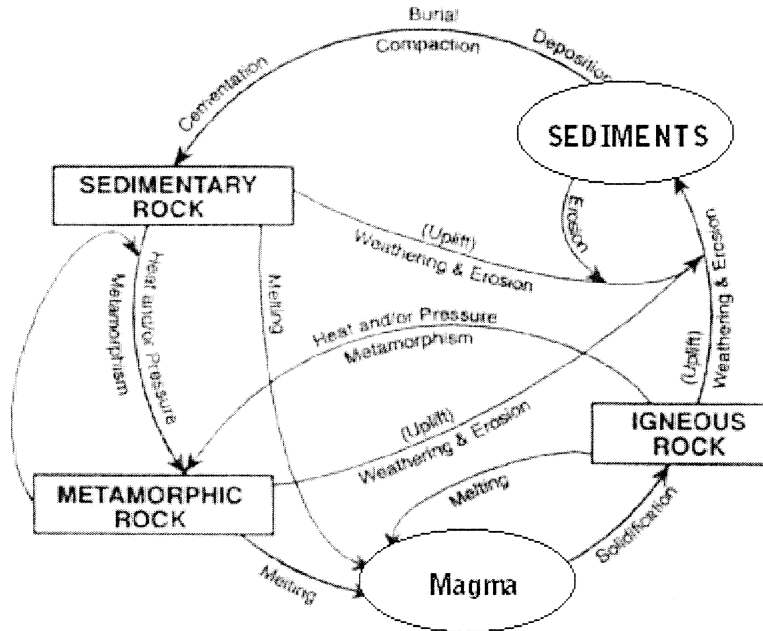 Burial
Compaction
Deposition
Cementation
SEDIMENTS
SEDIMENTARY
ROCK
Erosion
(Uplift)
Weathering & Erosion
(Uplift)
Weathering & Erosion
Melting
Heat and/or Pressure
Metamorphism
Heat and/or Pressure
Metamorphism
IGNEOUS
ROCK
(Uplift)
Weathering & Erosion
METAMORPHIC
ROCK
Melting
Solidification
Melting
Magma